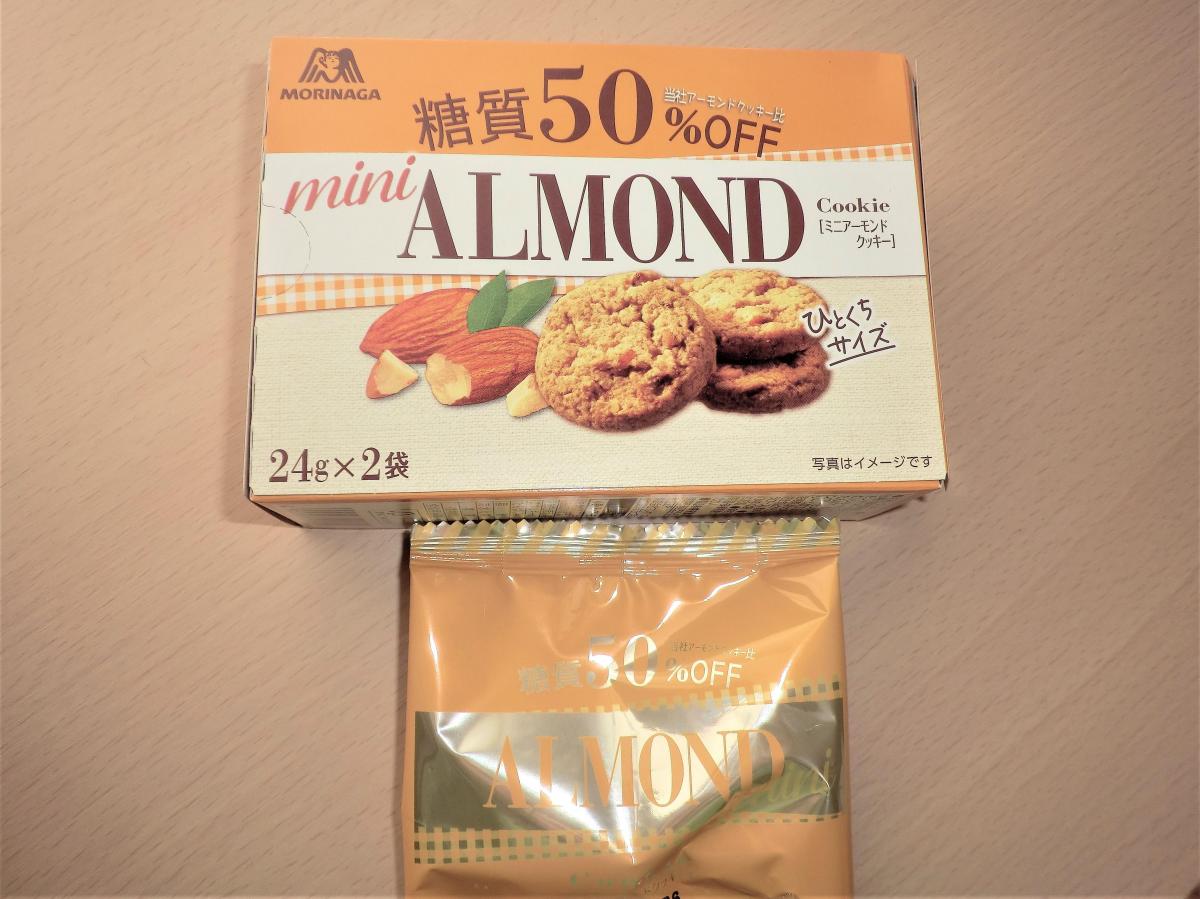 MORINAGA
糖質50%OFF
当社アーモンドクッキー比
mini ALMOND
Cookie
[ミニアーモンド
クッキー]
ひとくち
サイズ
24g×2袋
写真はイメージです
糖質50%OFF
当社アーモンドクッキー比
ALMOND
mini